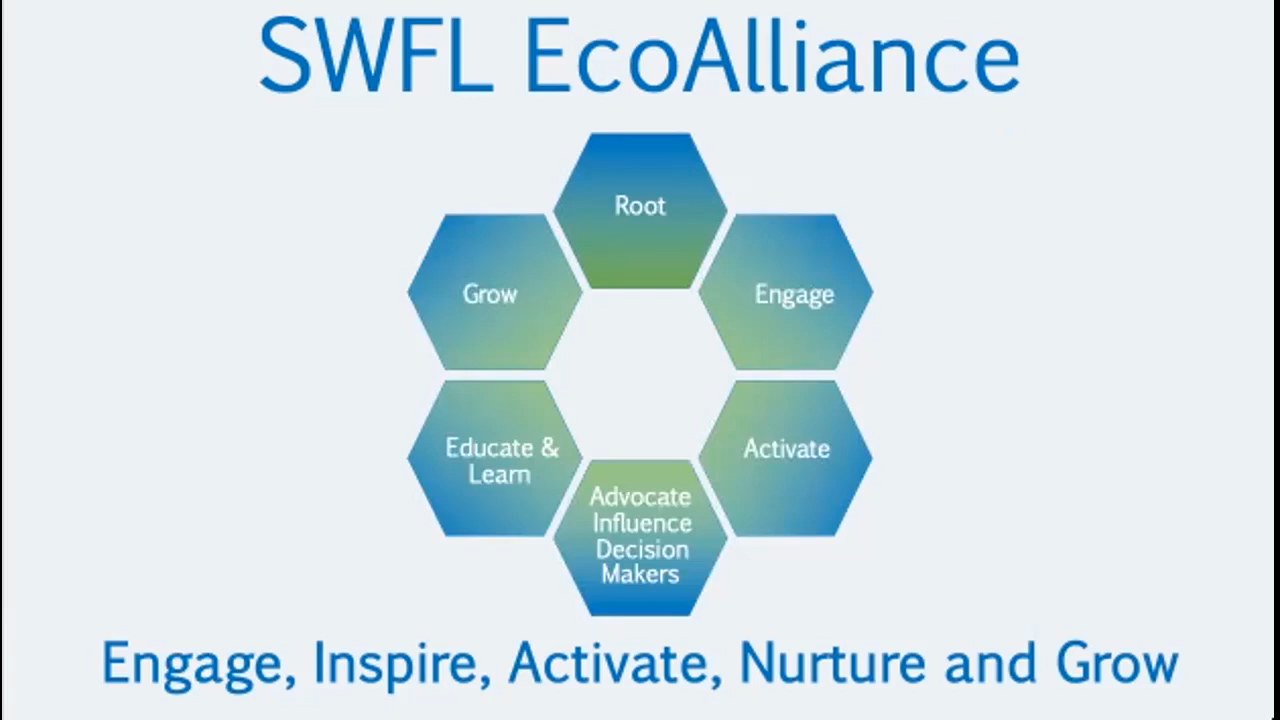 SWFL EcoAlliance
Root
Grow
Engage
Educate &
Learn
Activate
Advocate
Influence
Decision
Makers
Engage, Inspire, Activate, Nurture and Grow